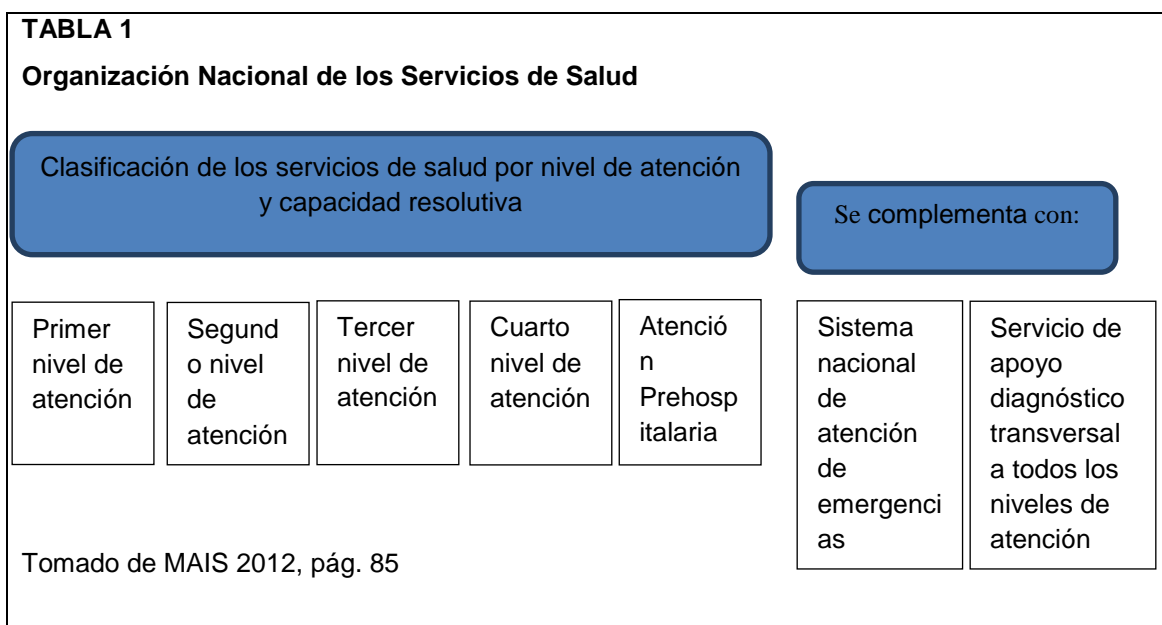 TABLA 1
Organización Nacional de los Servicios de Salud
Clasificación de los servicios de salud por nivel de atención
y capacidad resolutiva
Se complementa con:
Primer
nivel de
atención
Segund
o nivel
de
atención
Tercer
nivel de
atención
Cuarto
nivel de
atención
Atenció
n
Prehosp
italaria
Sistema
nacional
de
atención
de
emergenci
as
Servicio de
apoyo
diagnóstico
transversal
a todos los
niveles de
atención
Tomado de MAIS 2012, pág. 85